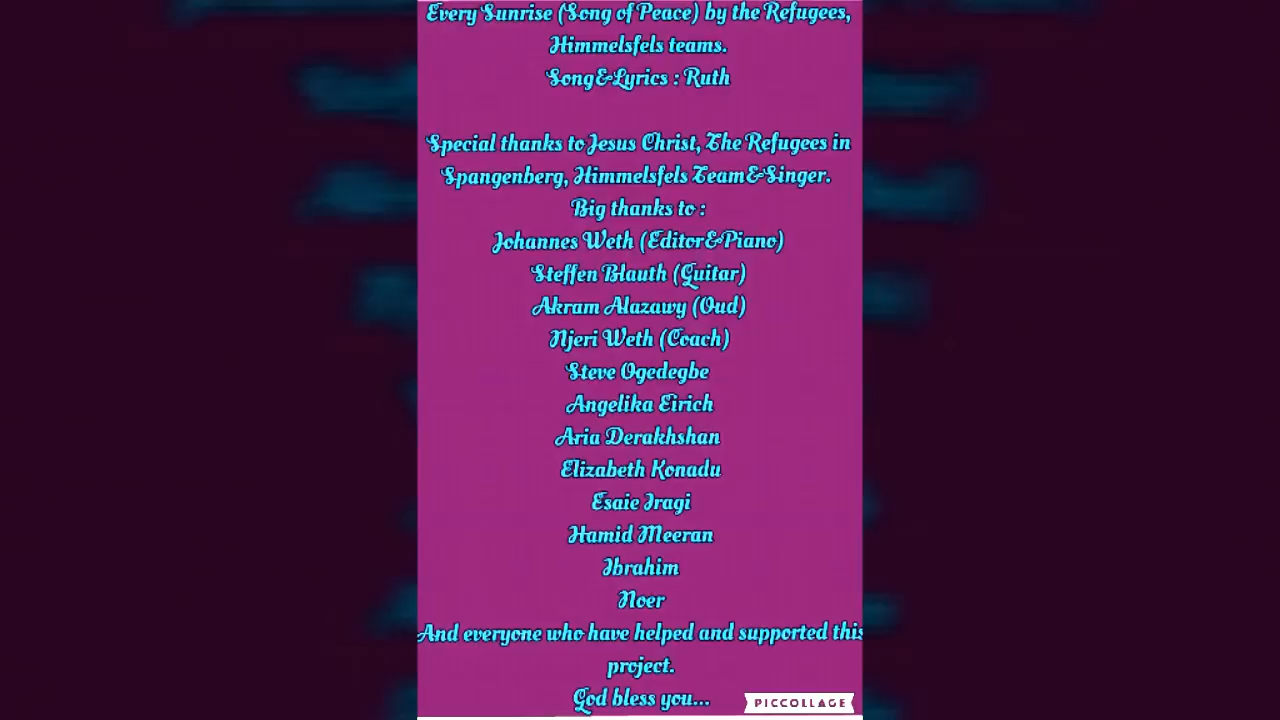 Every Sunrise (Song of Peace) by the Refugees,
Himmelsfels teams.
Song&Lyrics : Ruth
Special thanks to Jesus Christ, The Refugees in
Spangenberg, Himmelsfels Team&Singer.
Big thanks to :
Johannes Weth (Editor&Piano)
Steffen Blauth (Guitar)
Akram Alazawy (Oud)
Njeri Weth (Coach)
Steve Ogedegbe
Angelika Eirich
Aria Derakhshan
Elizabeth Konadu
Esaie Iragi
Hamid Meeran
Ibrahim
Noer
And everyone who have helped and supported this
project.
God bless you...
PICCOLLAGE